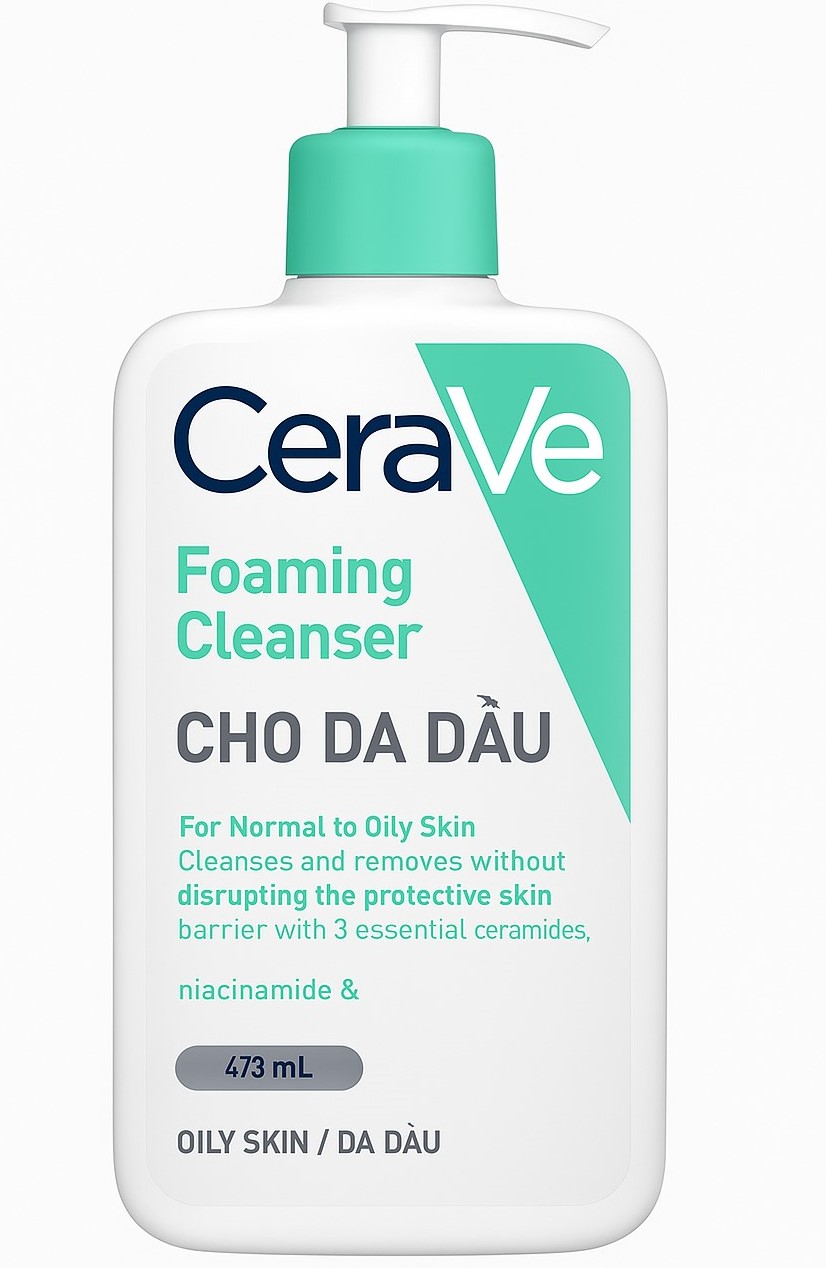 CeraVe
Foaming
Cleanser
CHO DA DẦU
For Normal to Oily Skin
Cleanses and removes without
disrupting the protective skin
barrier with 3 essential ceramides,
niacinamide &
473 mL
OILY SKIN / DA DÀU